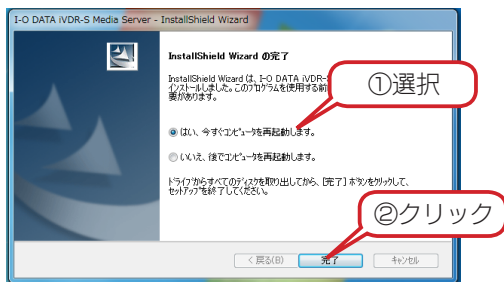 I-O DATA iVDR-S Media Server - InstallShield Wizard
InstallShield Wizard の完了
InstallShield Wizard は、I-O DATA iVDR-S
インストールしました。このプログラムを使用する前
要があります。
①選択
はい、今すぐコンピュータを再起動します。
いいえ、後でコンピュータを再起動します。
ドライブからすべてのディスクを取り出してから、[完了] ボタンをクリックして、
セットアップを終了してください。
②クリック
< 戻る(B)
完了
キャンセル